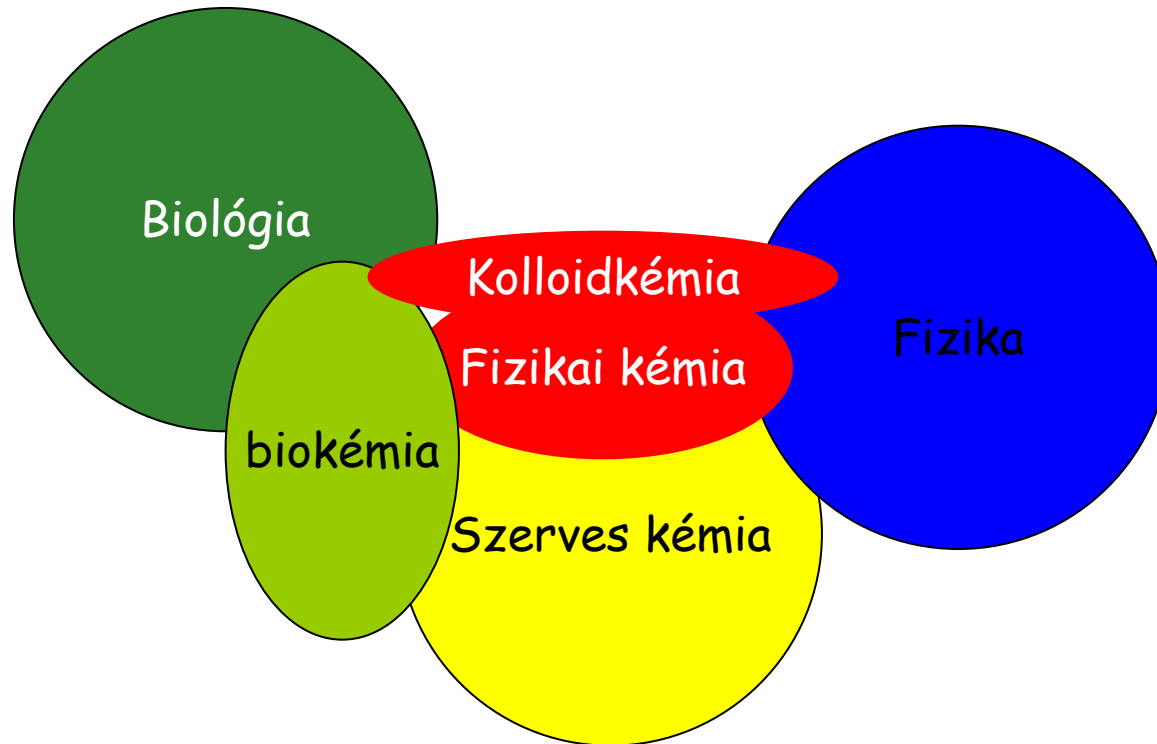 Biológia
Kolloidkémia
Fizika
Fizikai kémia
biokémia
Szerves kémia